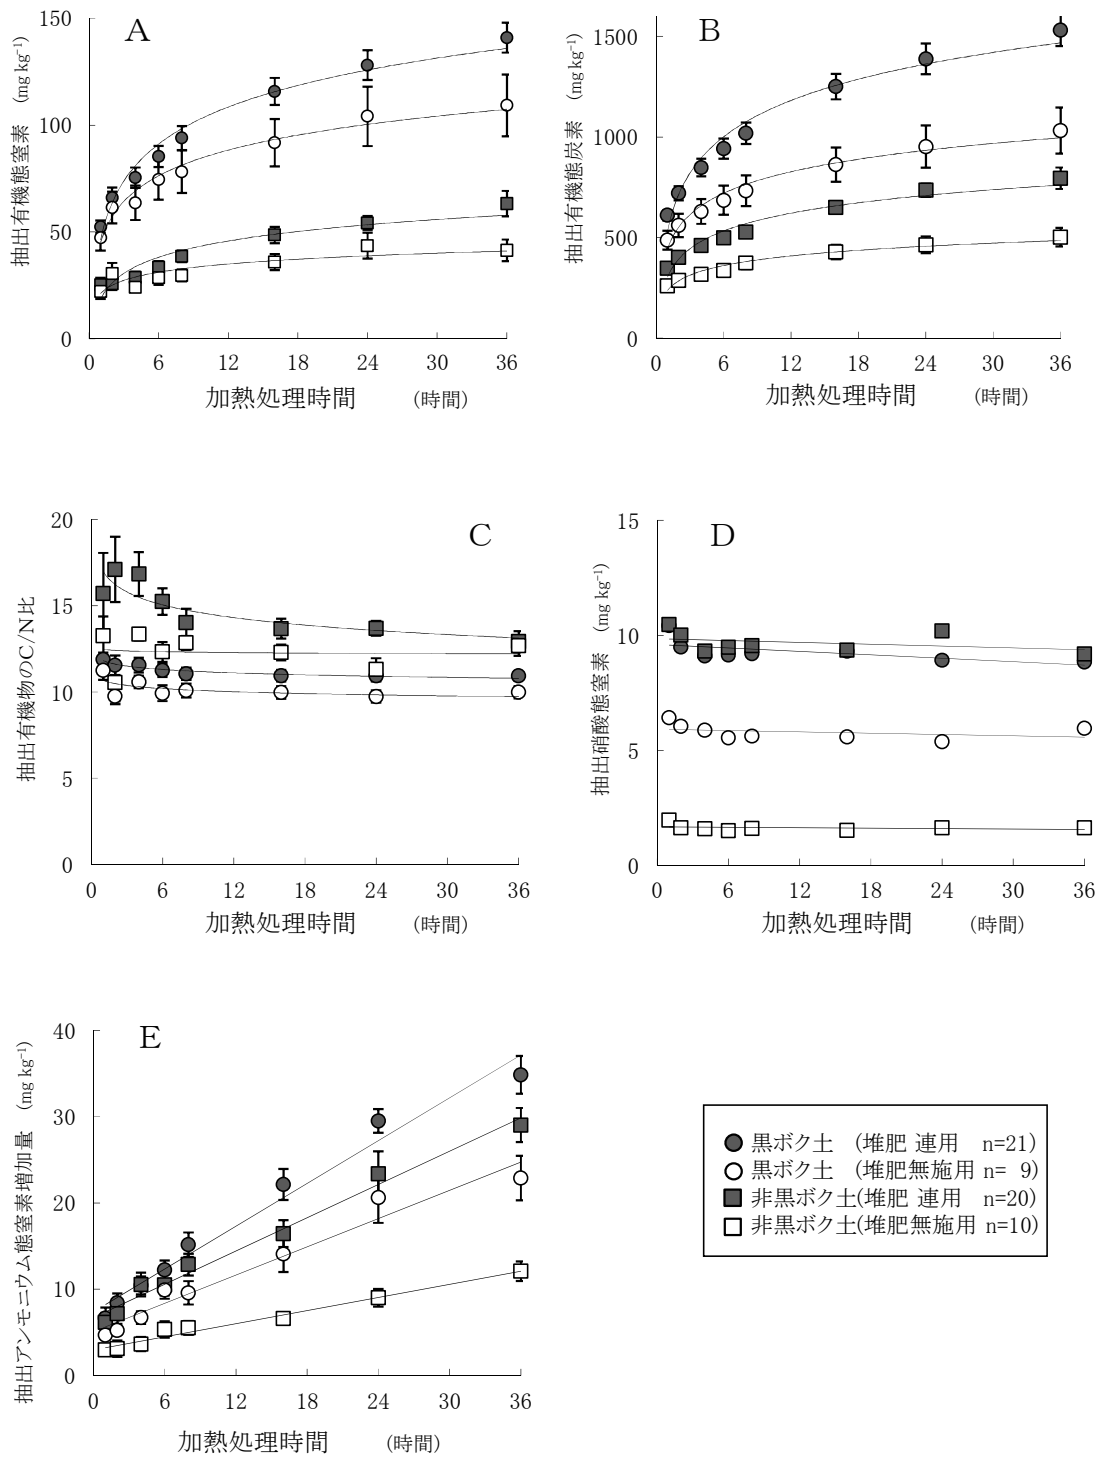 A
抽出有機態窒素 (mg kg⁻¹)
150
100
50
0
0 6 12 18 24 30 36
加熱処理時間 (時間)
B
抽出有機態炭素 (mg kg⁻¹)
1500
1000
500
0
0 6 12 18 24 30 36
加熱処理時間 (時間)
C
抽出有機物のC/N比
20
15
10
5
0
0 6 12 18 24 30 36
加熱処理時間 (時間)
D
抽出硝酸態窒素 (mg kg⁻¹)
15
10
5
0
0 6 12 18 24 30 36
加熱処理時間 (時間)
E
抽出アンモニウム態窒素増加量 (mg kg⁻¹)
40
30
20
10
0
0 6 12 18 24 30 36
加熱処理時間 (時間)
黒ボク土 (堆肥 連用 n=21)
黒ボク土 (堆肥無施用 n= 9)
非黒ボク土(堆肥 連用 n=20)
非黒ボク土(堆肥無施用 n=10)